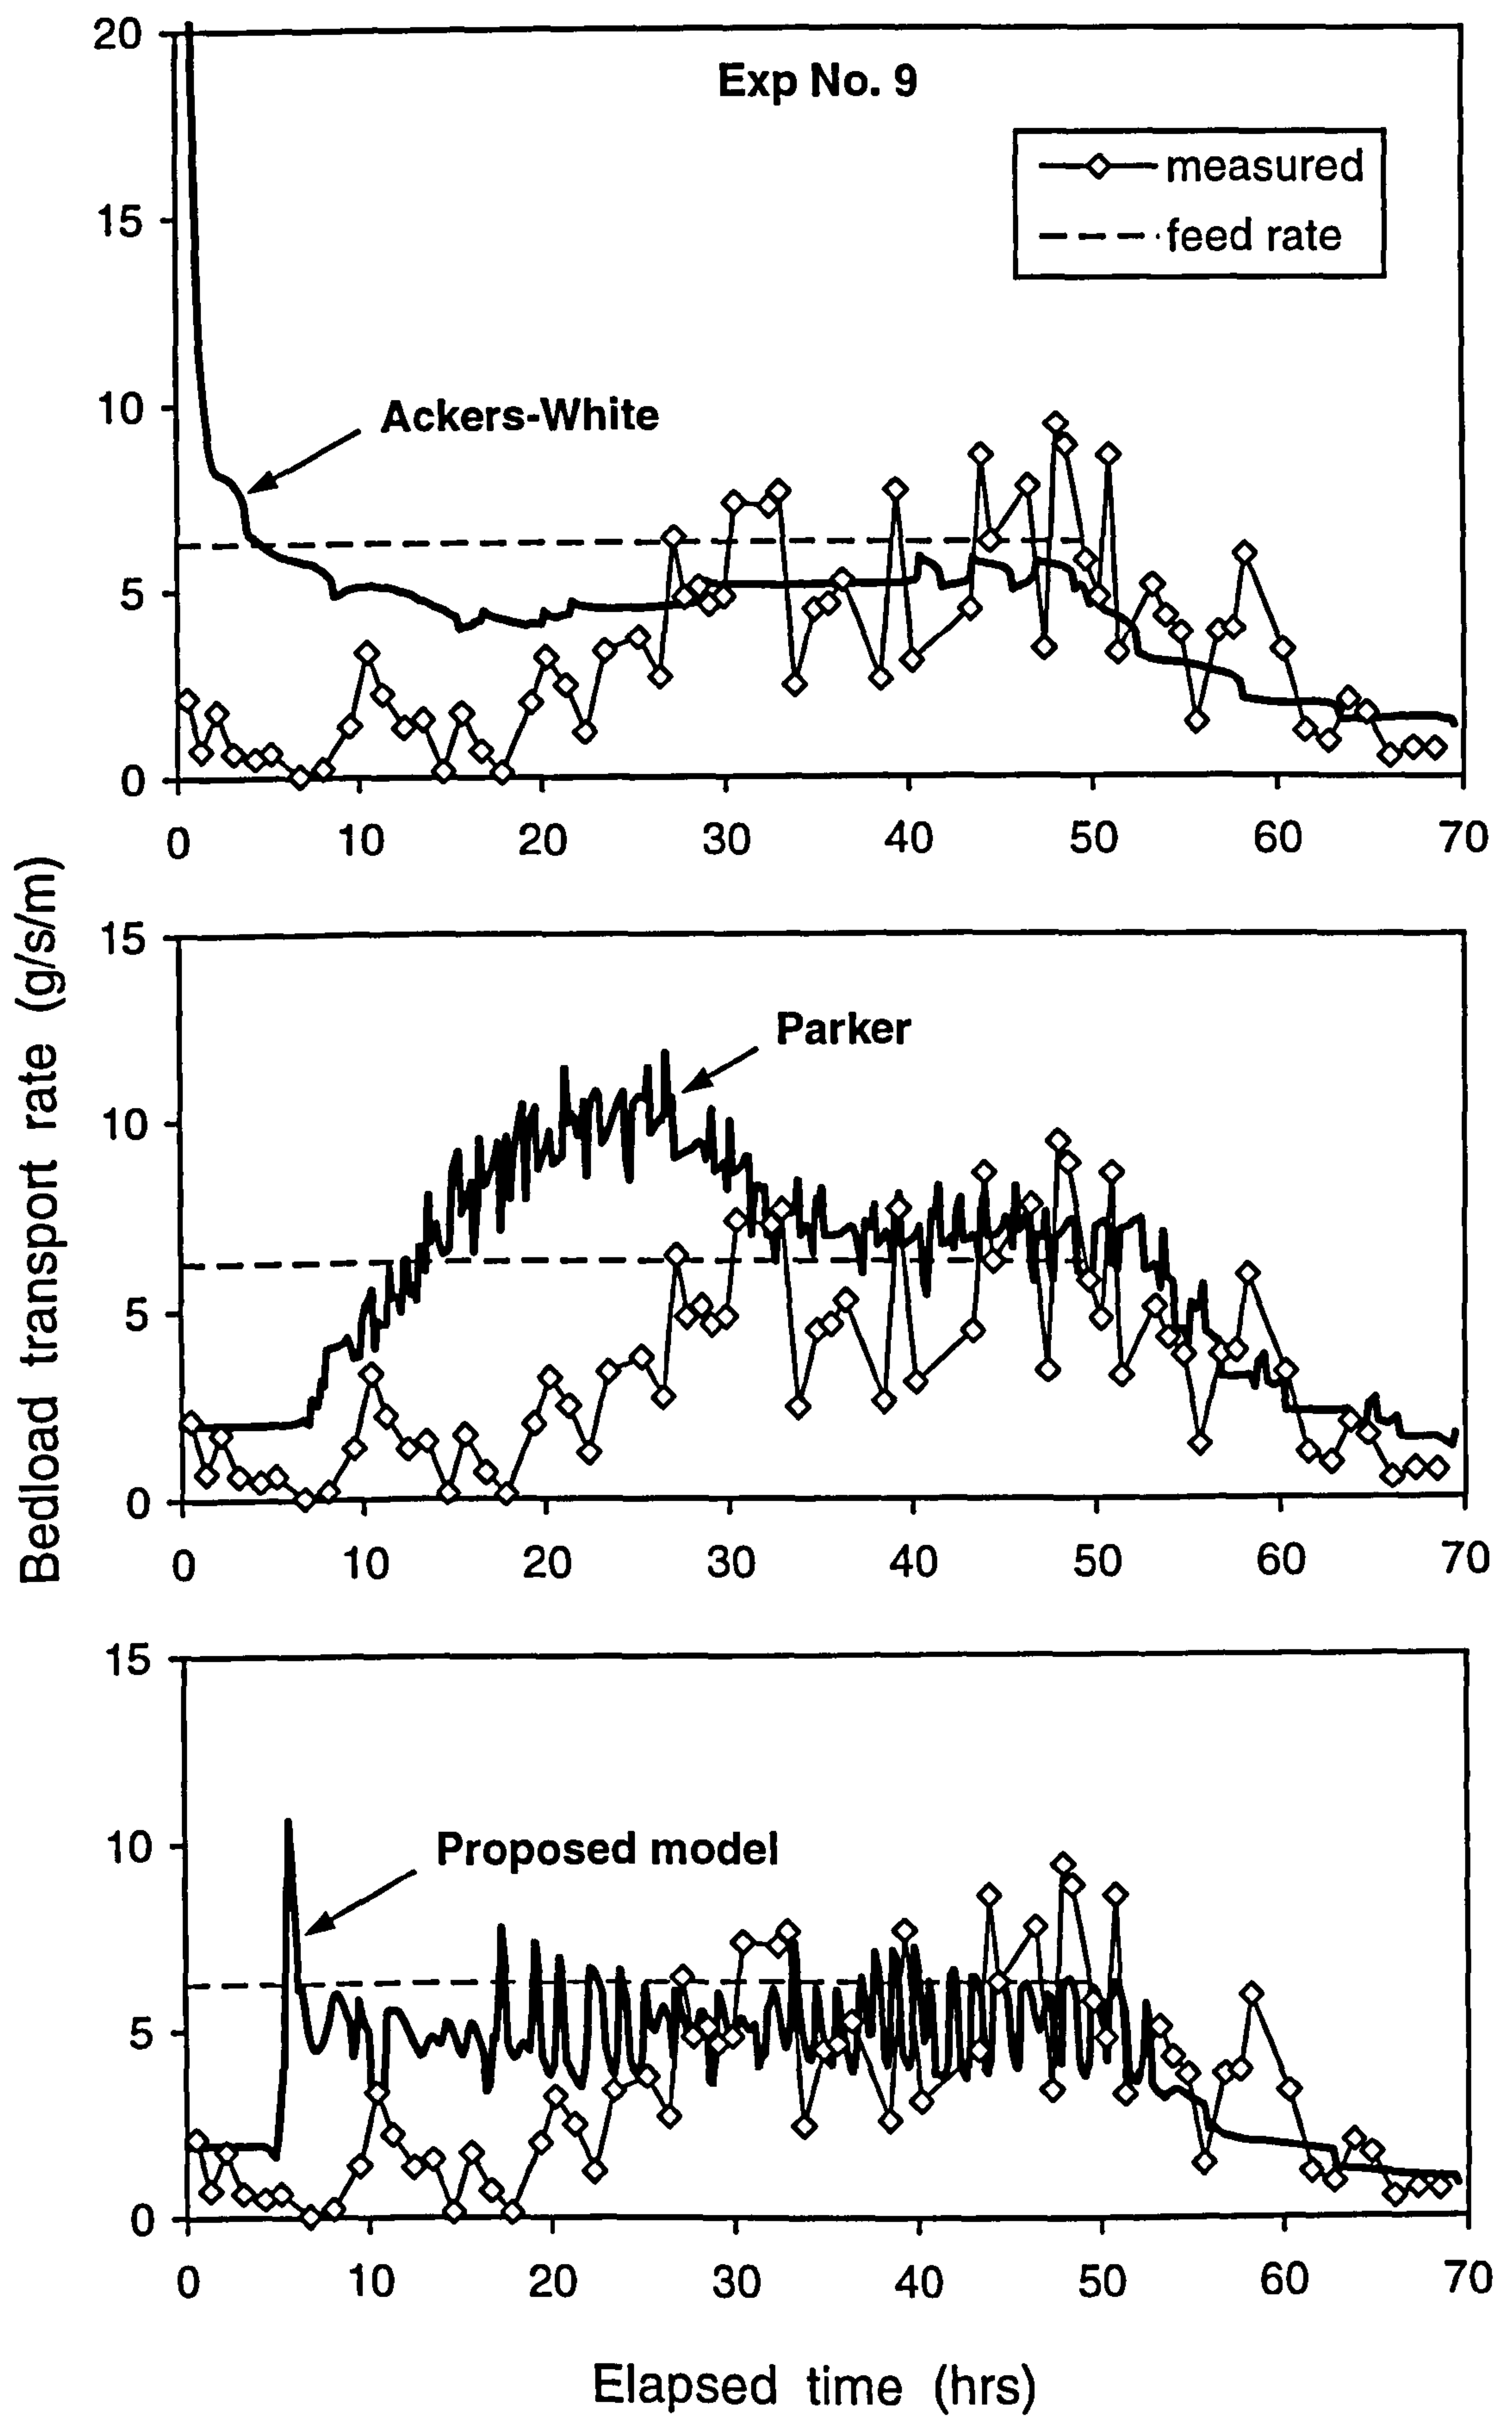 Exp No. 9
measured
feed rate
Ackers-White
20
15
10
5
0
0 10 20 30 40 50 60 70
Bedload transport rate (g/s/m)
Parker
15
10
5
0
0 10 20 30 40 50 60 70
Proposed model
15
10
5
0
0 10 20 30 40 50 60 70
Elapsed time (hrs)